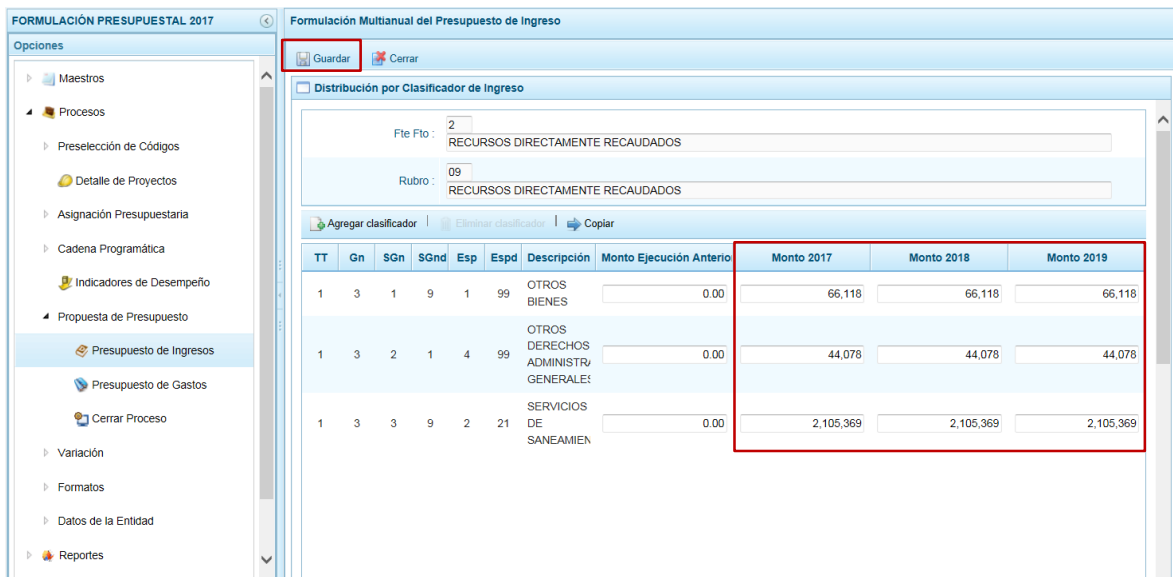 FORMULACIÓN PRESUPUESTAL 2017
Opciones
Maestros
Procesos
Preselección de Códigos
Detalle de Proyectos
Asignación Presupuestaria
Cadena Programática
Indicadores de Desempeño
Propuesta de Presupuesto
Presupuesto de Ingresos
Presupuesto de Gastos
Cerrar Proceso
Variación
Formatos
Datos de la Entidad
Reportes
Formulación Multianual del Presupuesto de Ingreso
Guardar Cerrar
Distribución por Clasificador de Ingreso
Fte Fto : 2
RECURSOS DIRECTAMENTE RECAUDADOS
Rubro : 09
RECURSOS DIRECTAMENTE RECAUDADOS
Agregar clasificador Eliminar clasificador Copiar
TT Gn SGn SGnd Esp Espd Descripción Monto Ejecución Anterio Monto 2017 Monto 2018 Monto 2019
1 3 1 9 1 99 OTROS BIENES 0.00 66,118 66,118 66,118
1 3 2 1 4 99 OTROS DERECHOS ADMINISTRA GENERALES 0.00 44,078 44,078 44,078
1 3 3 9 2 21 SERVICIOS DE SANEAMIEN 0.00 2,105,369 2,105,369 2,105,369